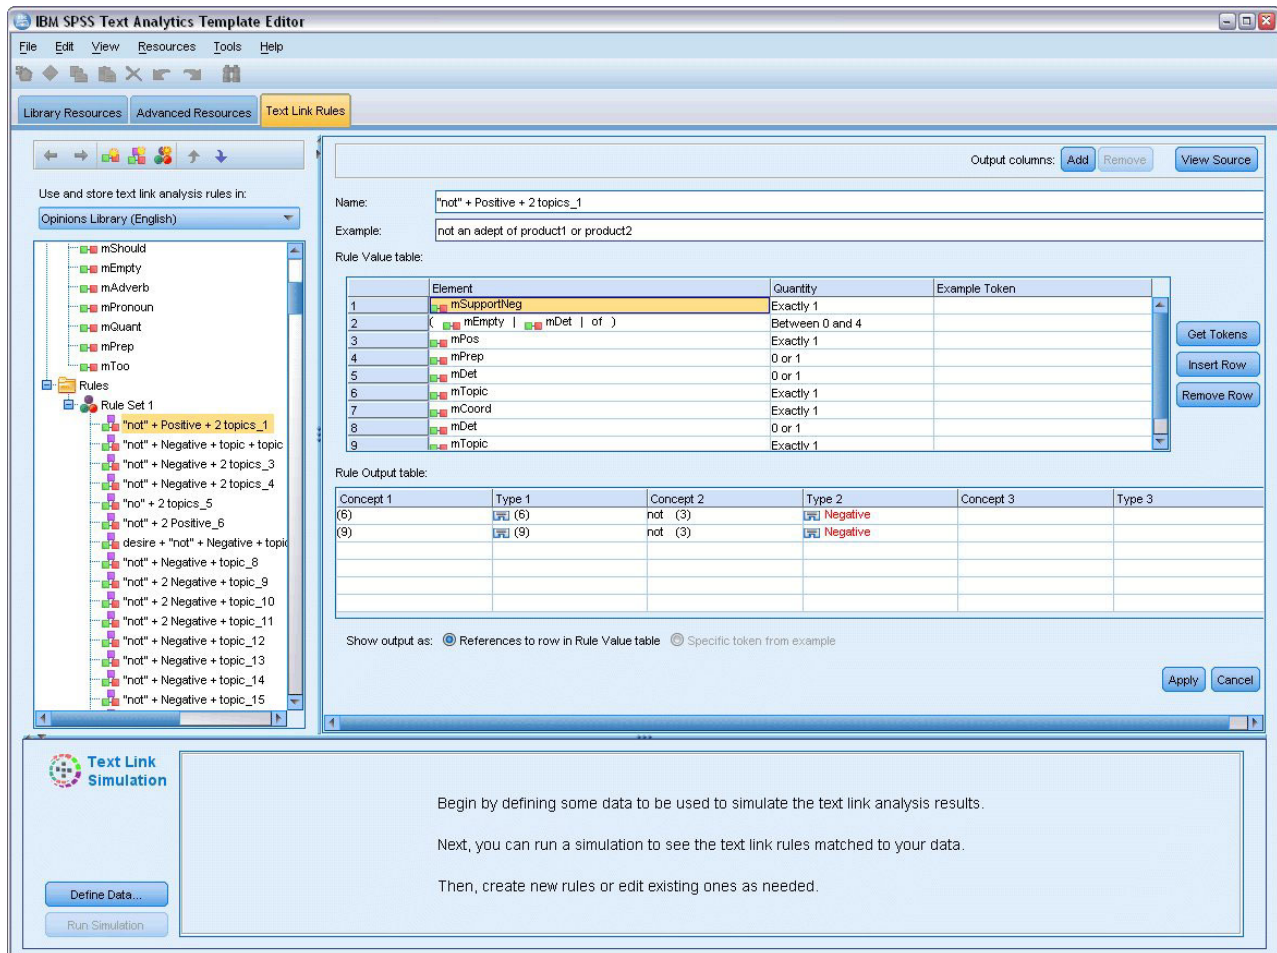 IBM SPSS Text Analytics Template Editor
File Edit View Resources Tools Help
Library Resources Advanced Resources Text Link Rules
Use and store text link analysis rules in:
Opinions Library (English)
mShould
mEmpty
mAdverb
mPronoun
mQuant
mPrep
mToo
Rules
Rule Set 1
"not" + Positive + 2 topics_1
"not" + Negative + topic + topic
"not" + Negative + 2 topics_3
"not" + Negative + 2 topics_4
"no" + 2 topics_5
"not" + 2 Positive_6
desire + "not" + Negative + topic
"not" + Negative + topic_8
"not" + 2 Negative + topic_9
"not" + 2 Negative + topic_10
"not" + 2 Negative + topic_11
"not" + Negative + topic_12
"not" + Negative + topic_13
"not" + Negative + topic_14
"not" + Negative + topic_15
Output columns: Add Remove View Source
Name: "not" + Positive + 2 topics_1
Example: not an adept of product1 or product2
Rule Value table:
Element Quantity Example Token
1 mSupportNeg Exactly 1
2 ( mEmpty | mDet | of ) Between 0 and 4
3 mPos Exactly 1
4 mPrep 0 or 1
5 mDet 0 or 1
6 mTopic Exactly 1
7 mCoord Exactly 1
8 mDet 0 or 1
9 mTopic Exactly 1
Get Tokens
Insert Row
Remove Row
Rule Output table:
Concept 1 Type 1 Concept 2 Type 2 Concept 3 Type 3
(6) (6) not (3) Negative
(9) (9) not (3) Negative
Show output as: References to row in Rule Value table Specific token from example
Apply Cancel
Text Link
Simulation
Define Data...
Run Simulation
Begin by defining some data to be used to simulate the text link analysis results.
Next, you can run a simulation to see the text link rules matched to your data.
Then, create new rules or edit existing ones as needed.